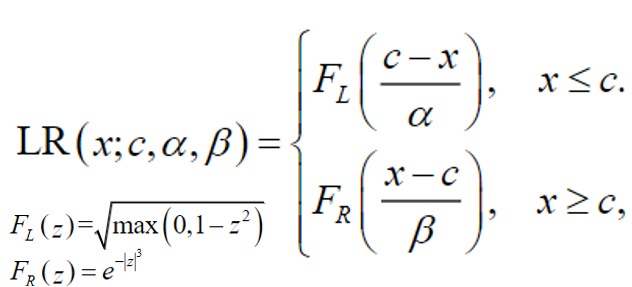 LR(x;c,α,β)= { F_L((c−x)/α), x≤c.
F_R((x−c)/β), x≥c,
F_L(z)=√max(0,1−z²)
F_R(z)=e^{−|z|³}